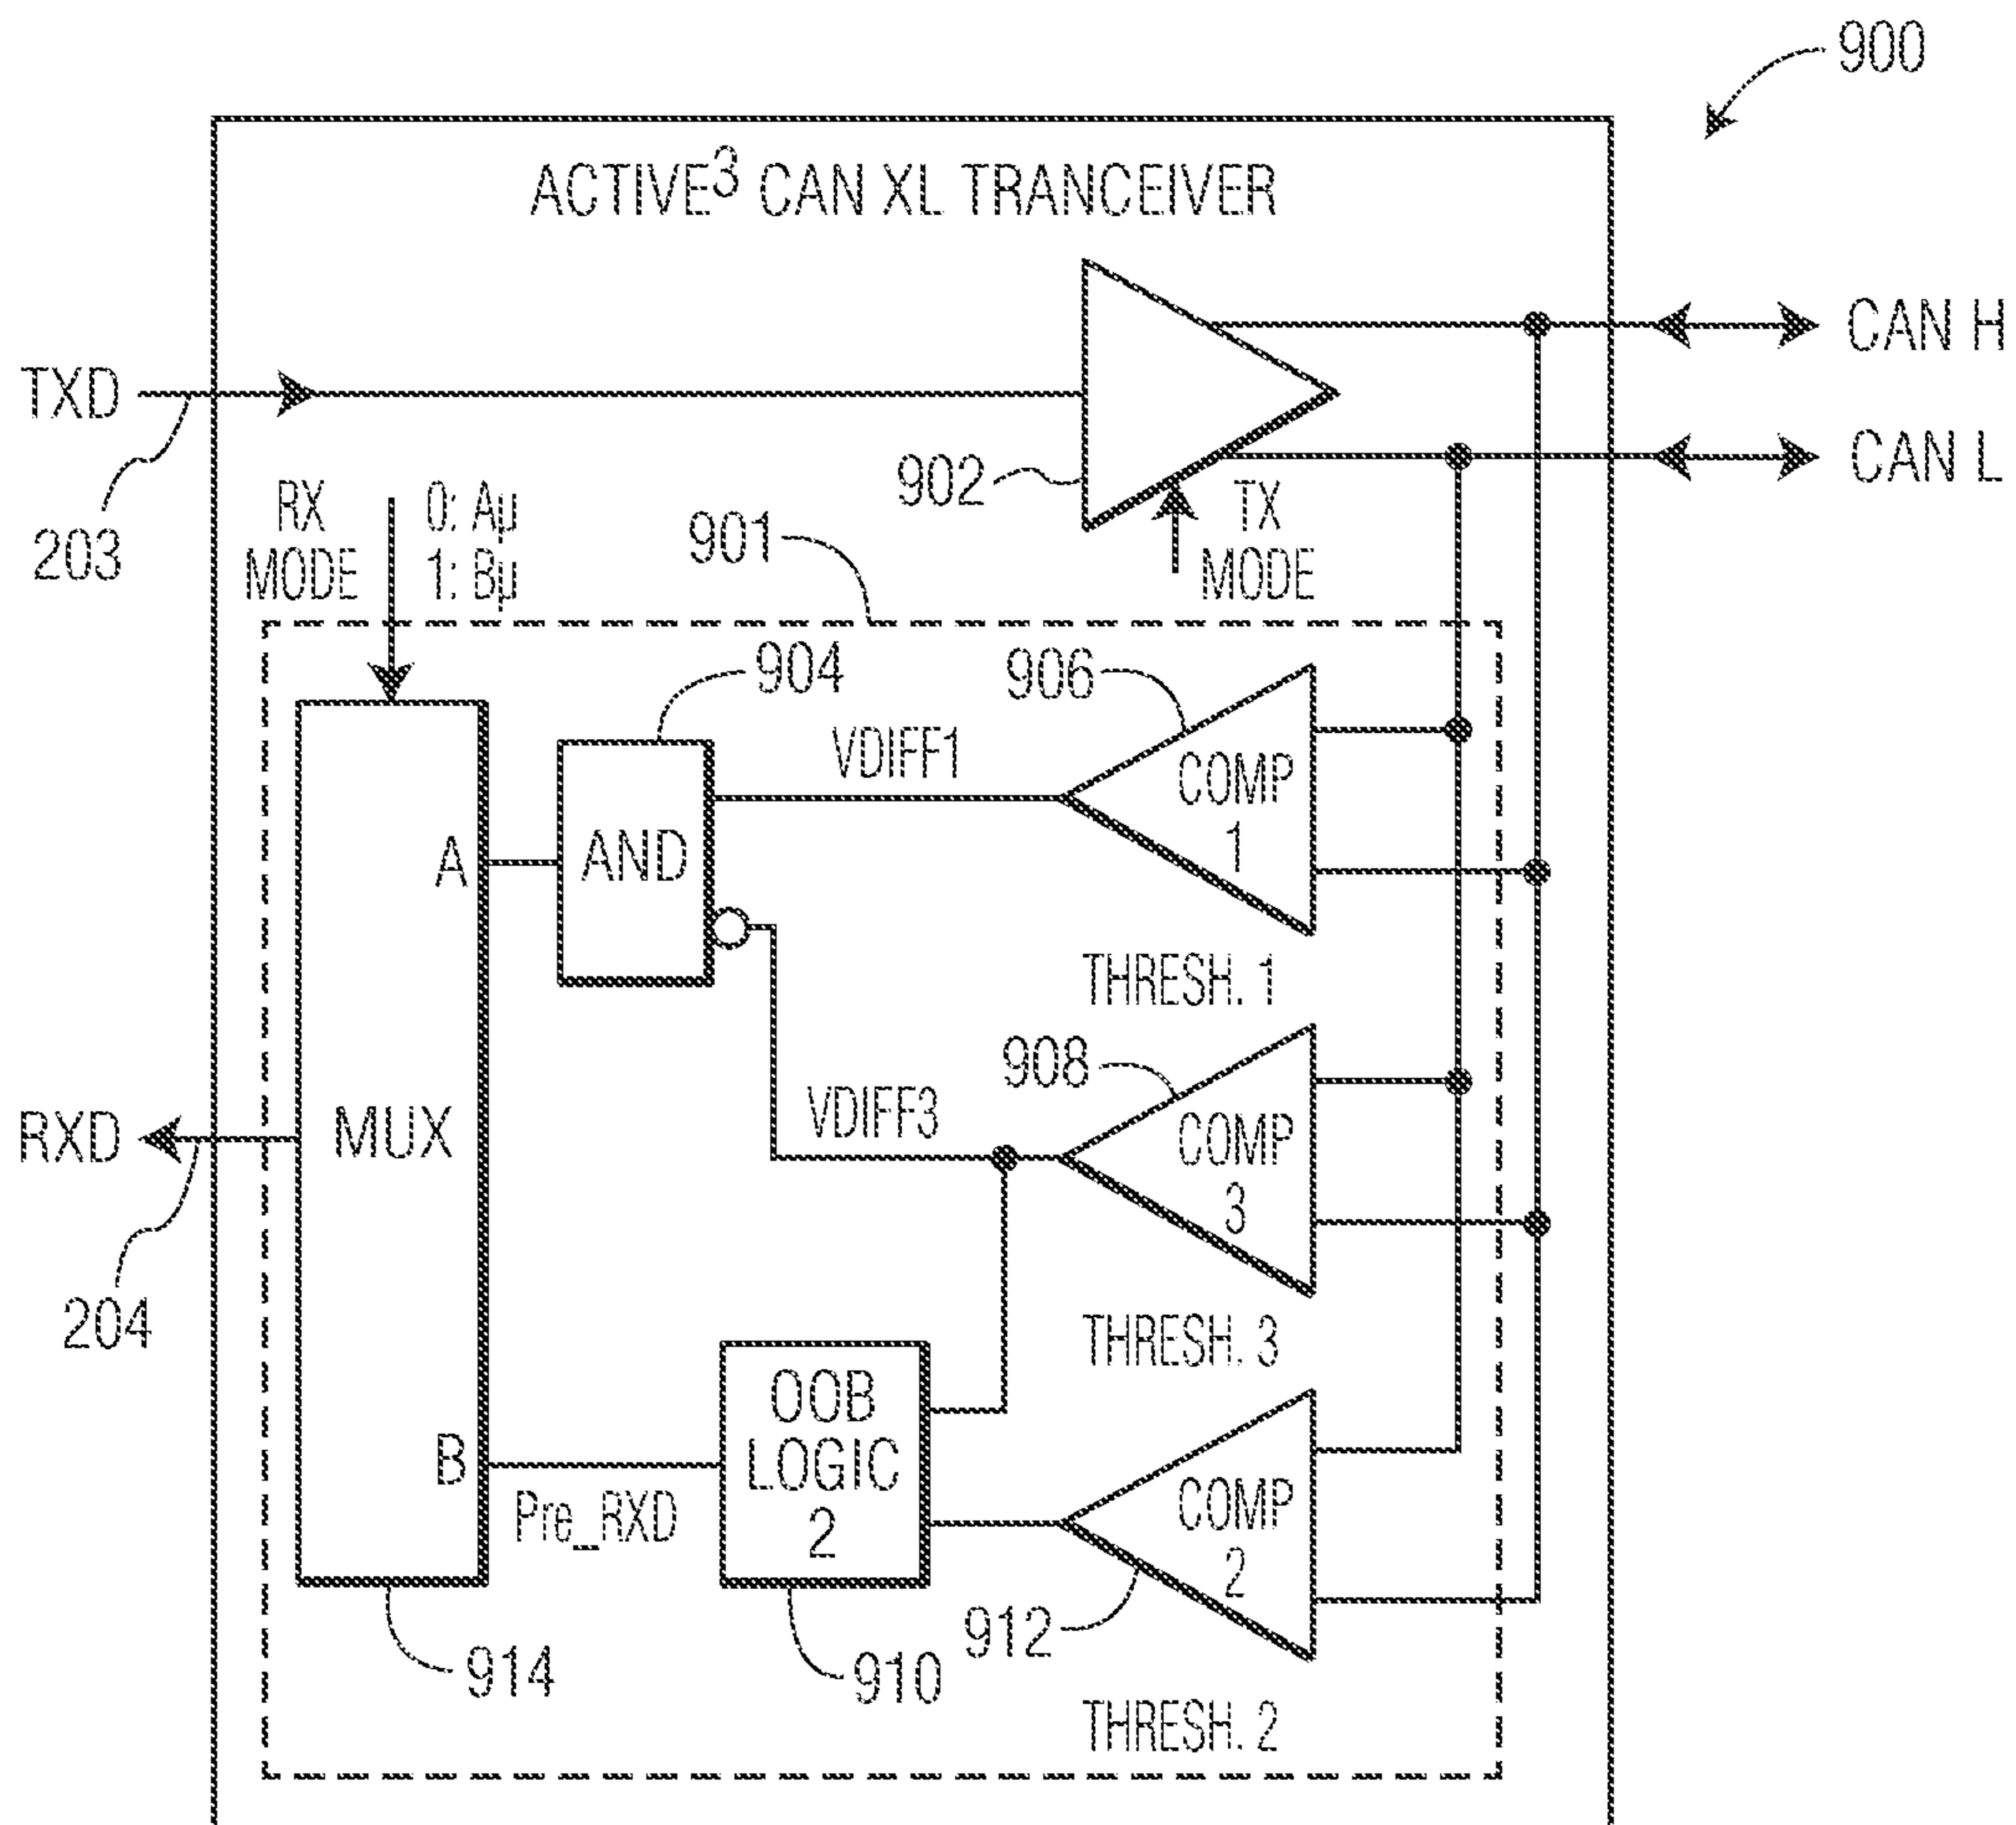 900
ACTIVE³ CAN XL TRANCEIVER
CAN H
TXD
CAN L
902
203
RX
MODE
0: Aµ
1: Bµ
901
TX
MODE
904
906
VDIFF1
COMP
1
A
AND
THRESH. 1
908
VDIFF3
COMP
3
RXD
MUX
204
THRESH. 3
OOB
LOGIC
2
B
Pre_RXD
COMP
2
912
914
910
THRESH. 2